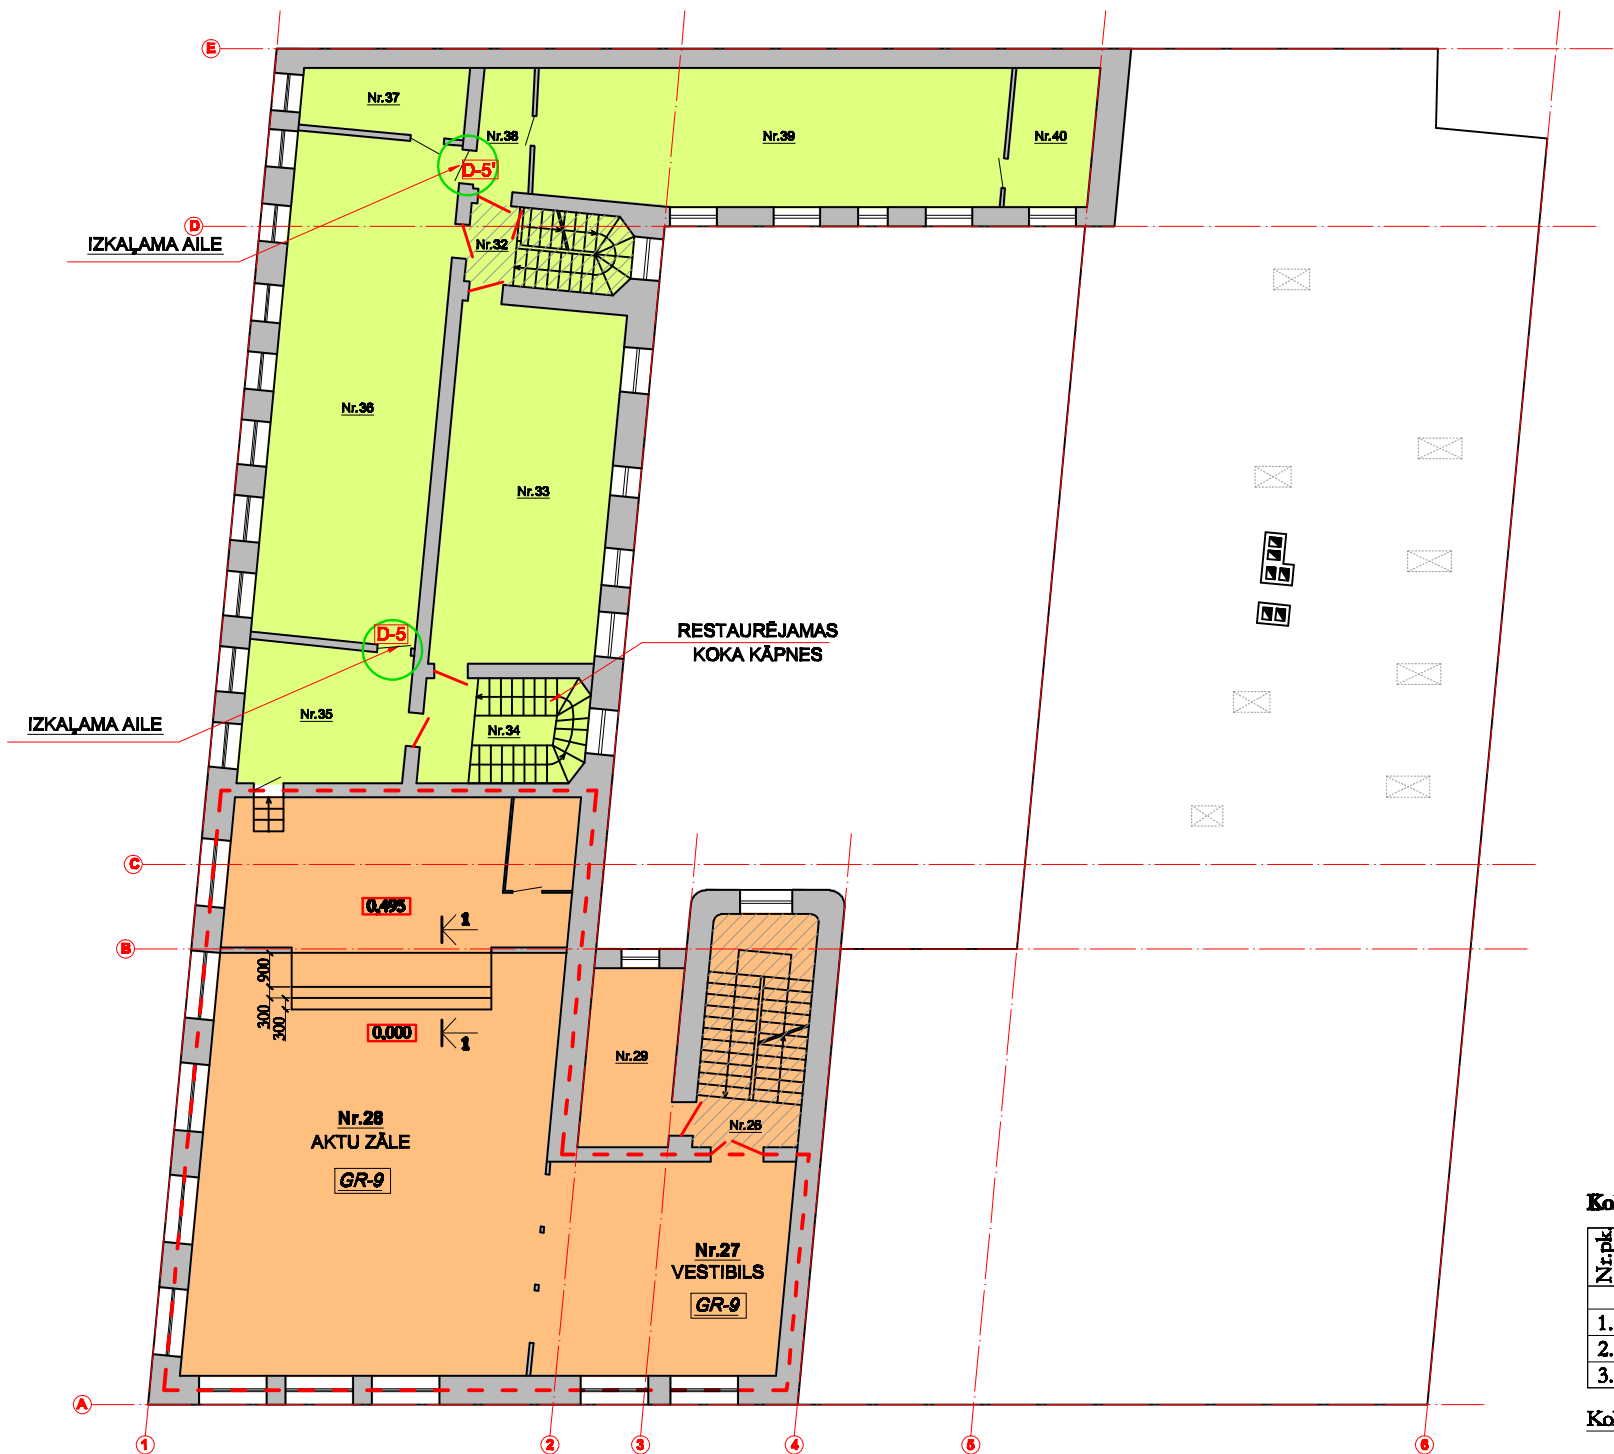 E
Nr.37
Nr.38
Nr.39
Nr.40
D-5'
D
IZKAĻAMA AILE
Nr.32
Nr.36
Nr.33
D-5
RESTAURĒJAMAS
KOKA KĀPNES
IZKAĻAMA AILE
Nr.35
Nr.34
C
0,495
1
B
900
300
300
0,000
1
Nr.29
Nr.28
AKTU ZĀLE
GR-9
Nr.26
Nr.27
VESTIBILS
GR-9
Nr.pk.
1.
2.
3.
A
1
2
3
4
5
6